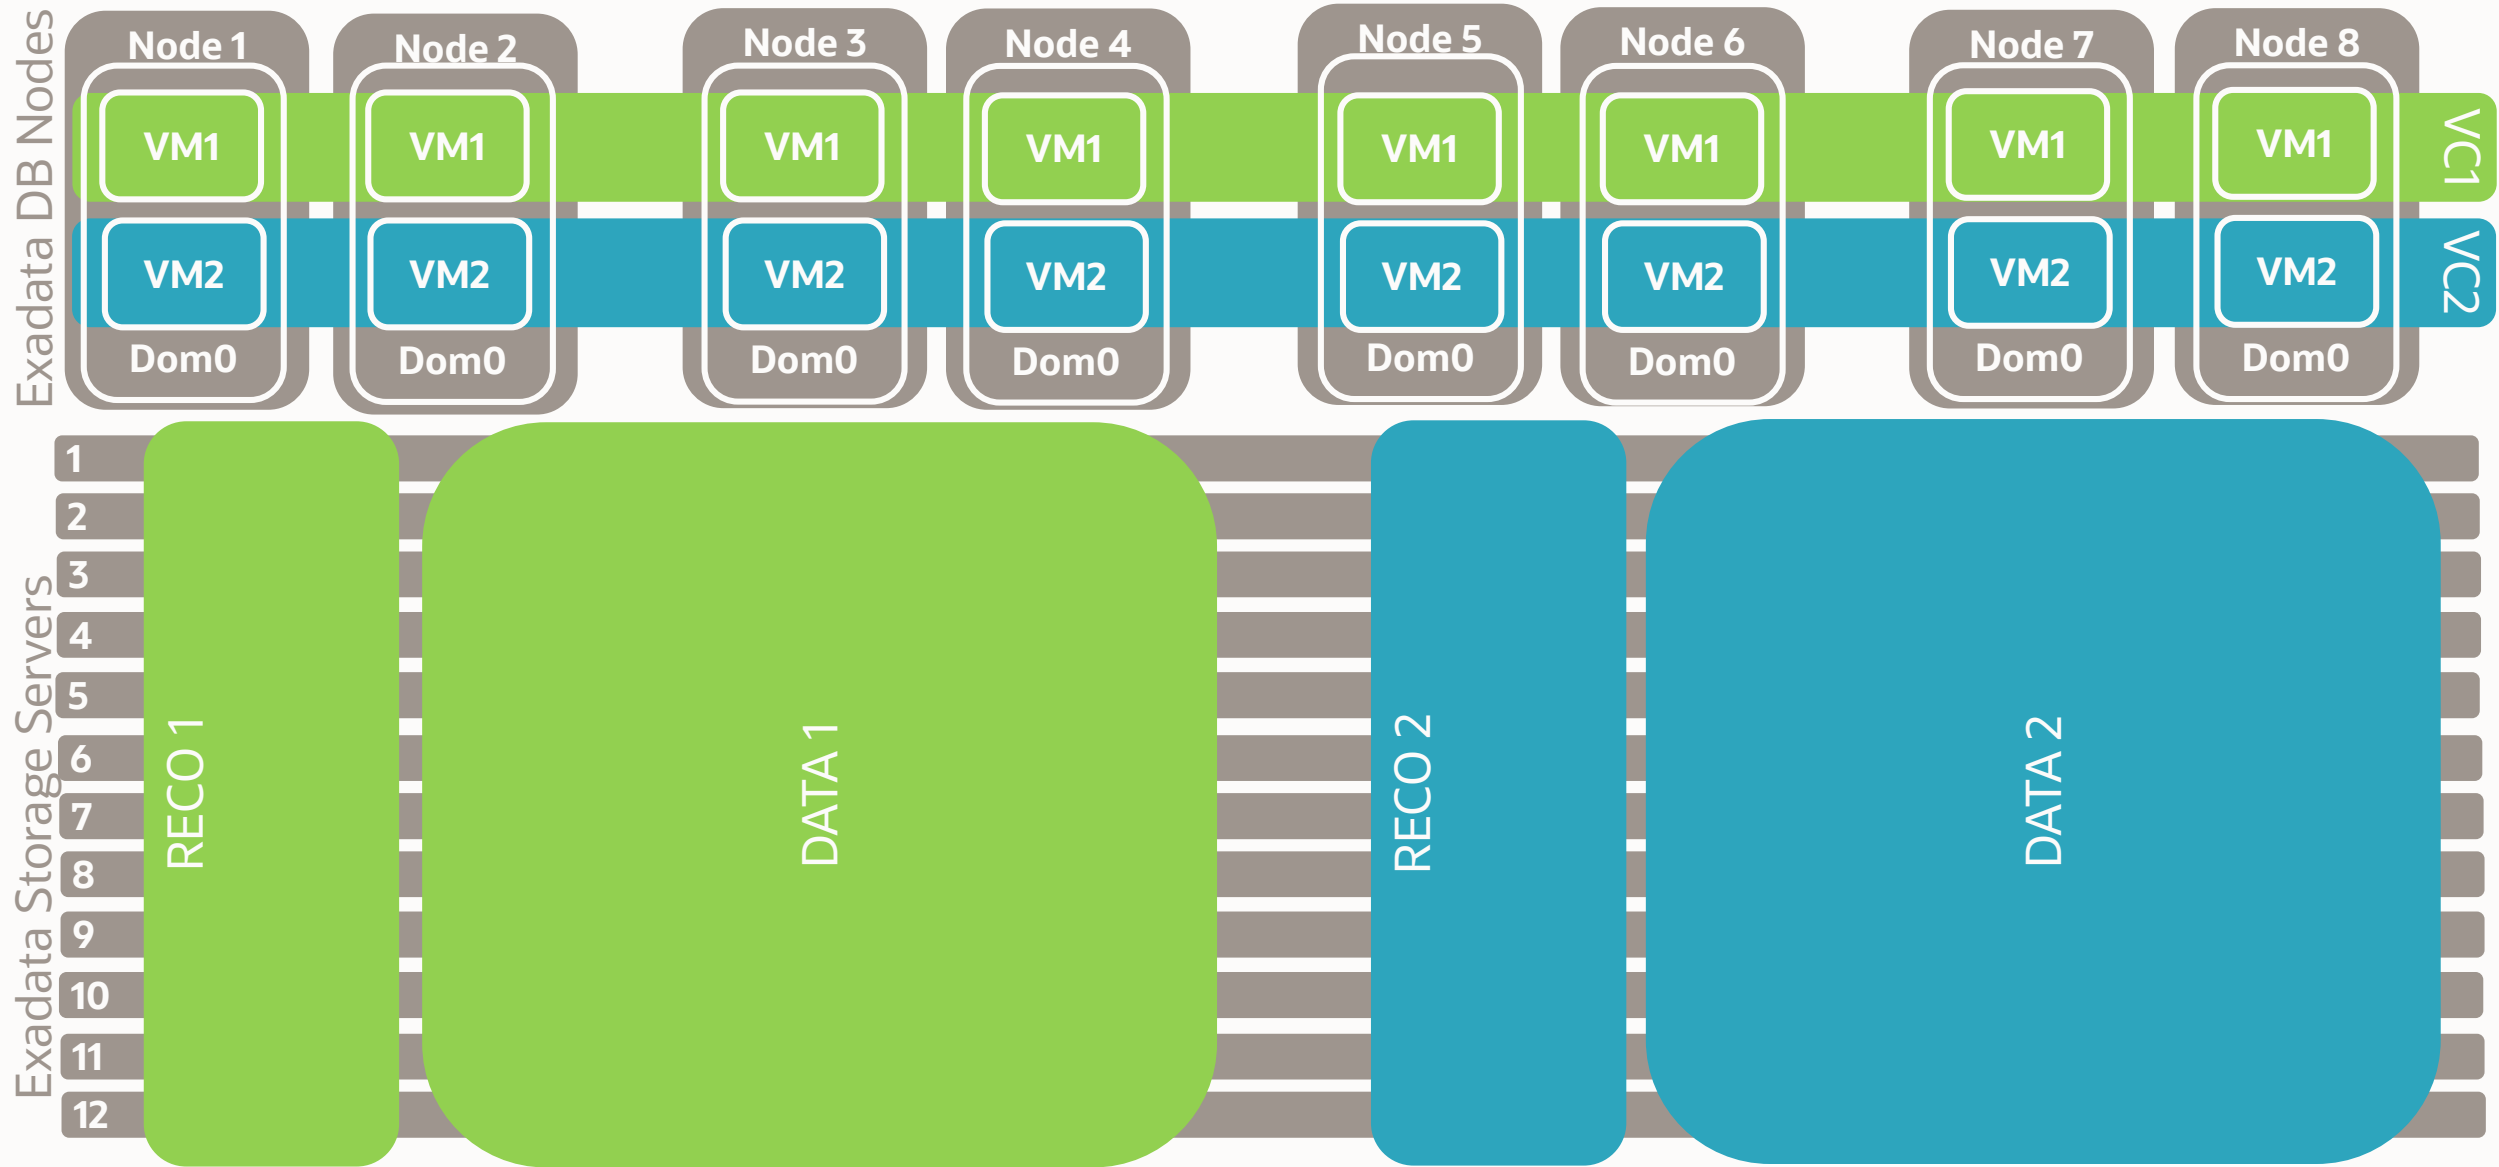 Exadata DB Nodes
Node 1
Node 2
Node 3
Node 4
Node 5
Node 6
Node 7
Node 8
VM1
VM1
VM1
VM1
VM1
VM1
VM1
VM1
VC1
VM2
VM2
VM2
VM2
VM2
VM2
VM2
VM2
VC2
Dom0
Dom0
Dom0
Dom0
Dom0
Dom0
Dom0
Dom0
Exadata Storage Servers
1
2
3
4
5
6
7
8
9
10
11
12
RECO 1
DATA 1
RECO 2
DATA 2